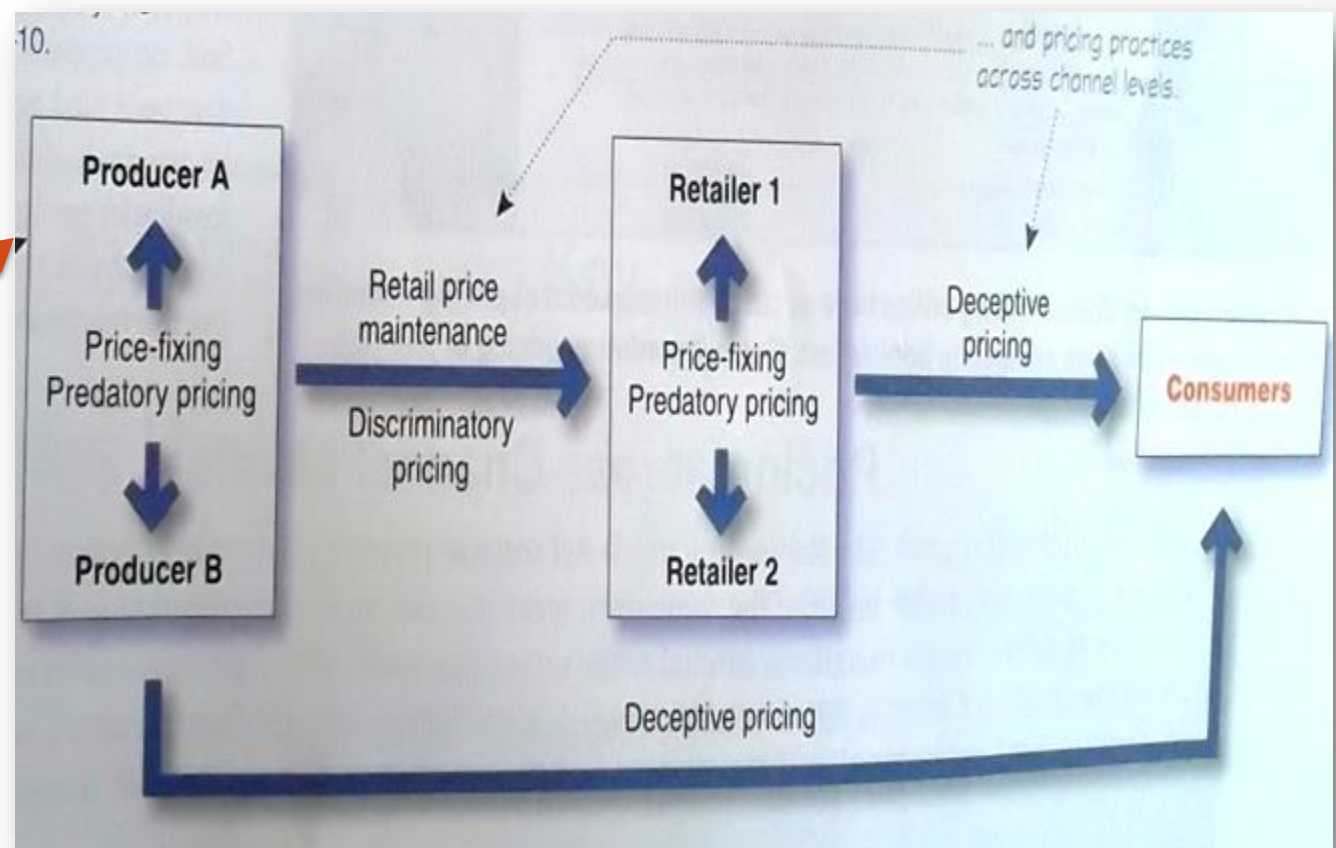 10.
... and pricing practices
across channel levels.
Producer A
Price-fixing
Predatory pricing
Producer B
Retail price
maintenance
Discriminatory
pricing
Retailer 1
Price-fixing
Predatory pricing
Retailer 2
Deceptive
pricing
Consumers
Deceptive pricing